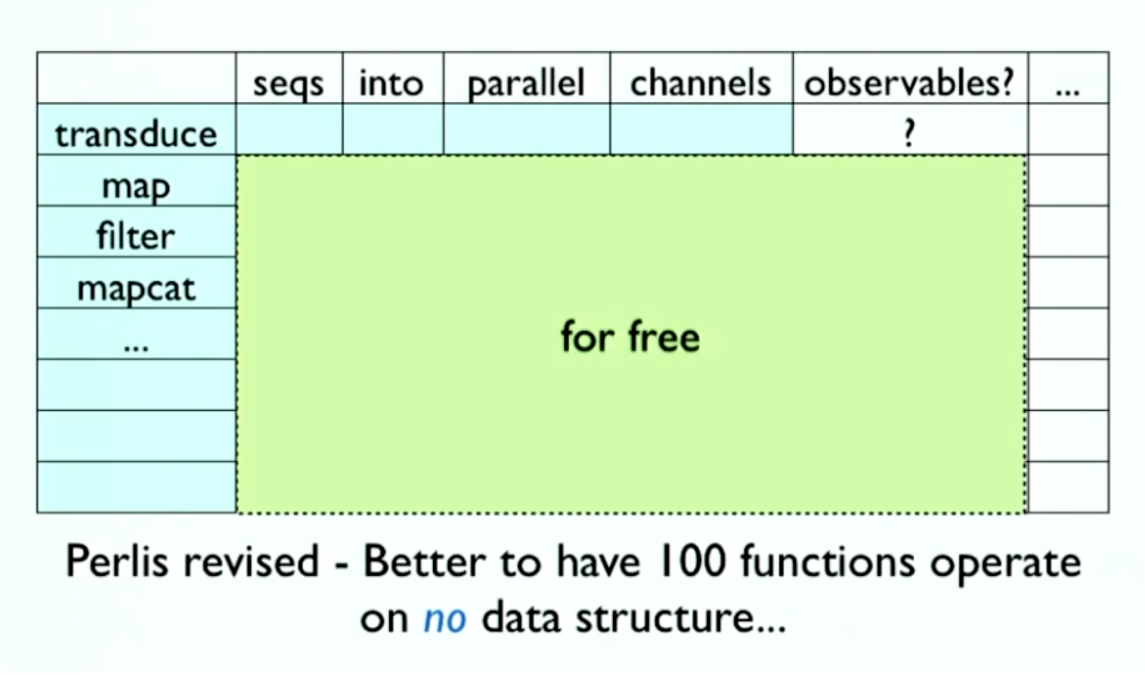 seqs into parallel channels observables? ...
transduce ?
map
filter
mapcat
...
for free
Perlis revised - Better to have 100 functions operate
on no data structure...